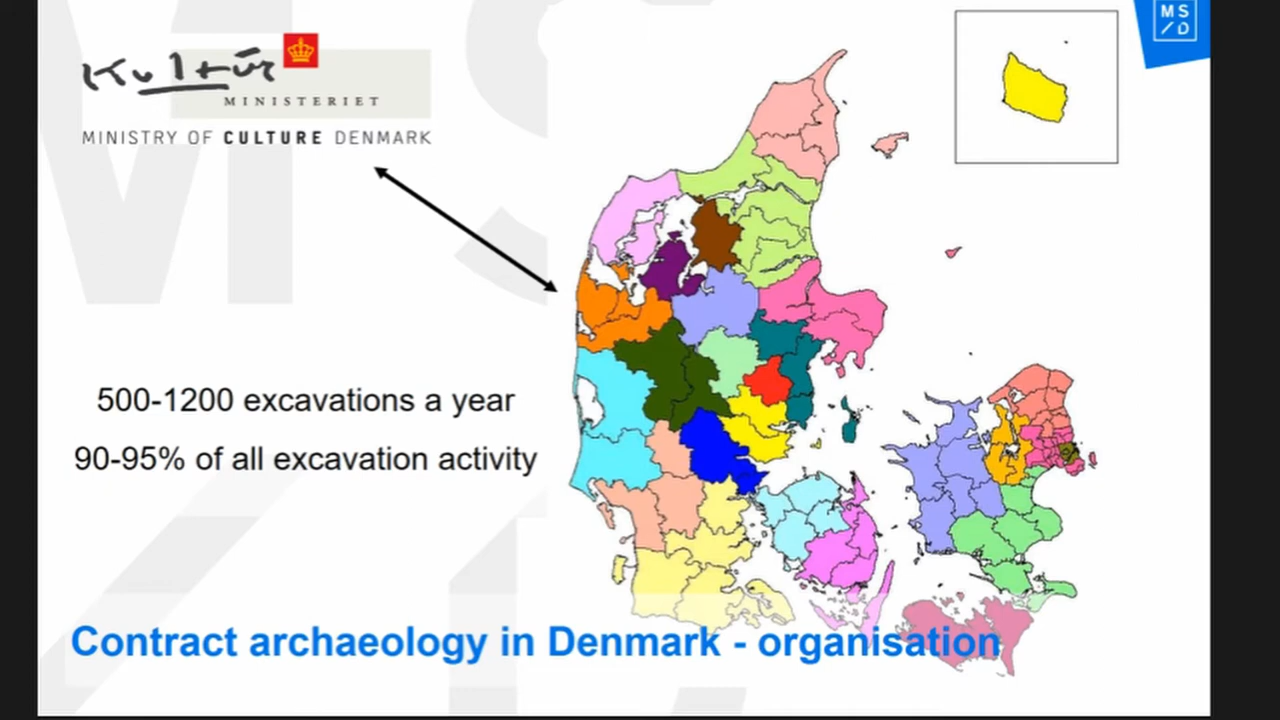 Kultur
MINISTERIET
MINISTRY OF CULTURE DENMARK
MS
/D
500-1200 excavations a year
90-95% of all excavation activity
Contract archaeology in Denmark - organisation